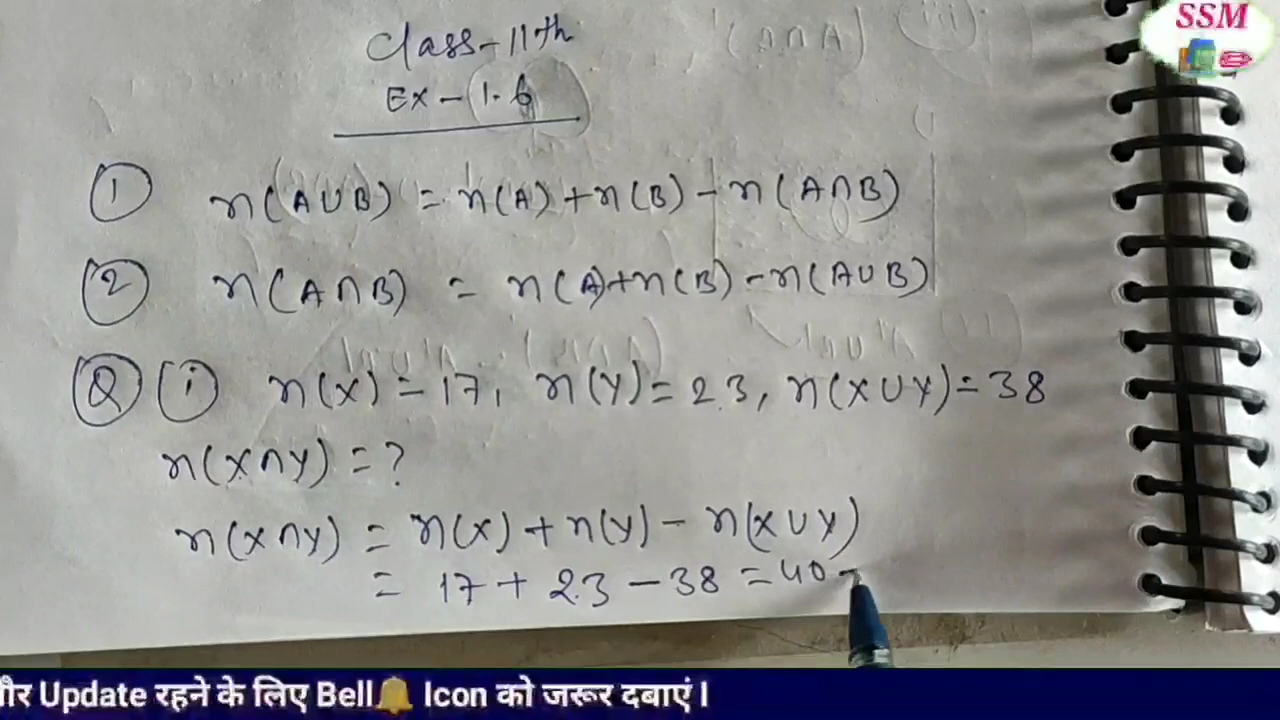 SSM
Class-11th
Ex-1.6
① n(A∪B) = n(A)+n(B)-n(A∩B)
② n(A∩B) = n(A)+n(B)-n(A∪B)
Q (i) n(X)=17, n(Y)=23, n(X∪Y)=38
n(X∩Y)=?
n(X∩Y) = n(X)+n(Y)-n(X∪Y)
= 17+23-38 =40-
Update रहने के लिए Bell🔔 Icon को जरूर दबाएं ।